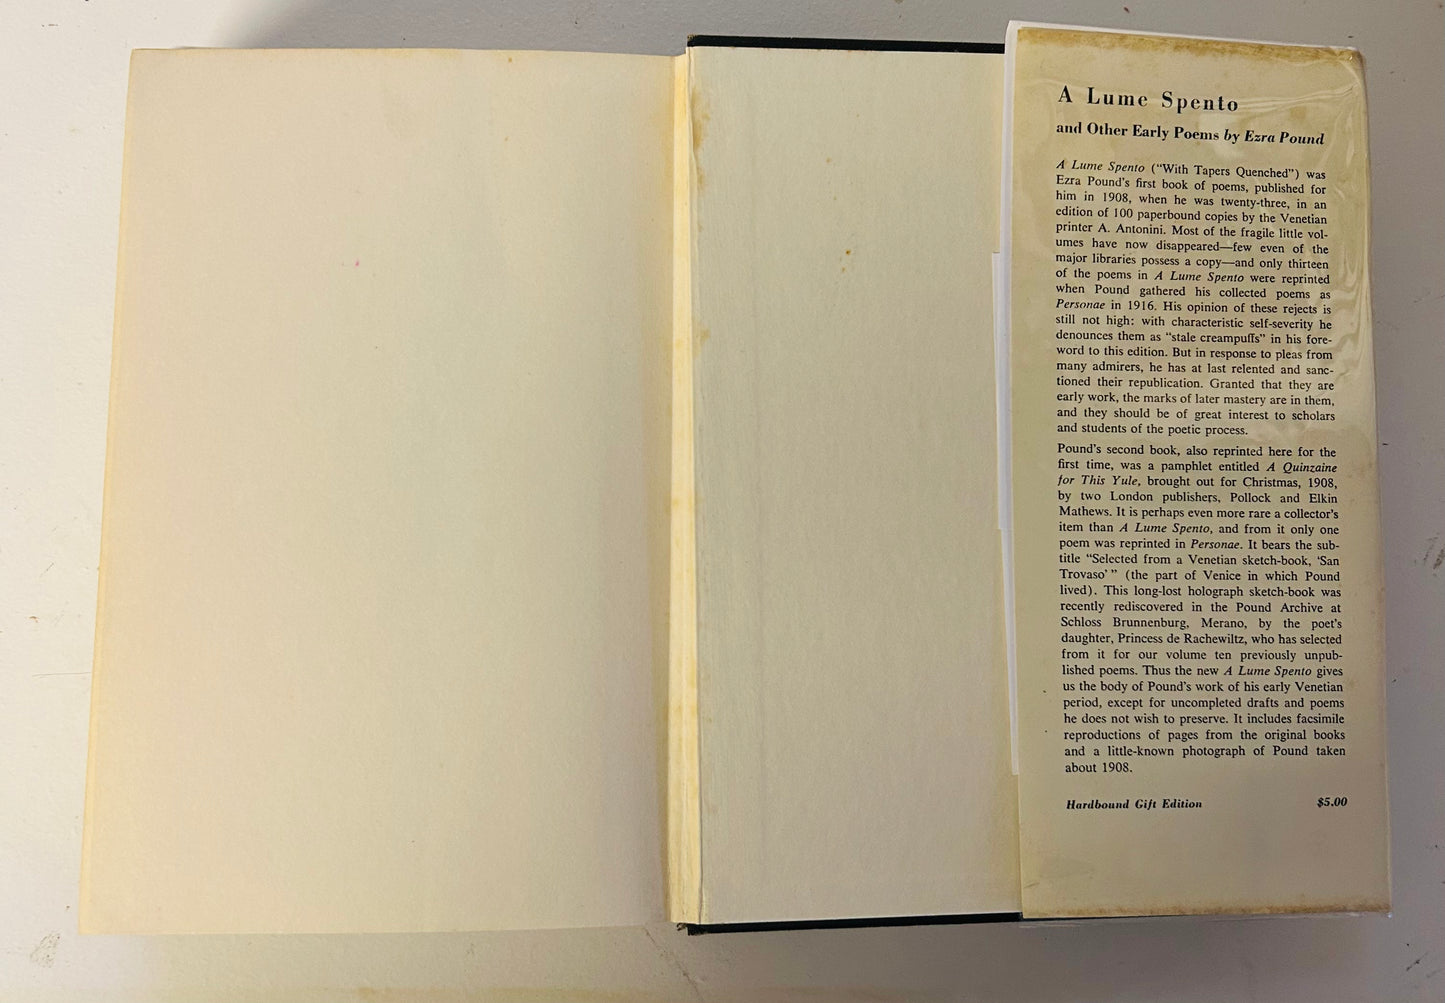 A Lume Spento
and Other Early Poems by Ezra Pound
A Lume Spento (“With Tapers Quenched”) was
Ezra Pound's first book of poems, published for
him in 1908, when he was twenty-three, in an
edition of 100 paperbound copies by the Venetian
printer A. Antonini. Most of the fragile little vol-
umes have now disappeared—few even of the
major libraries possess a copy—and only thirteen
of the poems in A Lume Spento were reprinted
when Pound gathered his collected poems as
Personae in 1916. His opinion of these rejects is
still not high: with characteristic self-severity he
denounces them as “stale creampuffs” in his fore-
word to this edition. But in response to pleas from
many admirers, he has at last relented and sanc-
tioned their republication. Granted that they are
early work, the marks of later mastery are in them,
and they should be of great interest to scholars
and students of the poetic process.
Pound's second book, also reprinted here for the
first time, was a pamphlet entitled A Quinzaine
for This Yule, brought out for Christmas, 1908,
by two London publishers, Pollock and Elkin
Mathews. It is perhaps even more rare a collector's
item than A Lume Spento, and from it only one
poem was reprinted in Personae. It bears the sub-
title “Selected from a Venetian sketch-book, ‘San
Trovaso’ ” (the part of Venice in which Pound
lived). This long-lost holograph sketch-book was
recently rediscovered in the Pound Archive at
Schloss Brunnenburg, Merano, by the poet's
daughter, Princess de Rachewiltz, who has selected
from it for our volume ten previously unpub-
lished poems. Thus the new A Lume Spento gives
us the body of Pound's work of his early Venetian
period, except for uncompleted drafts and poems
he does not wish to preserve. It includes facsimile
reproductions of pages from the original books
and a little-known photograph of Pound taken
about 1908.
Hardbound Gift Edition $5.00